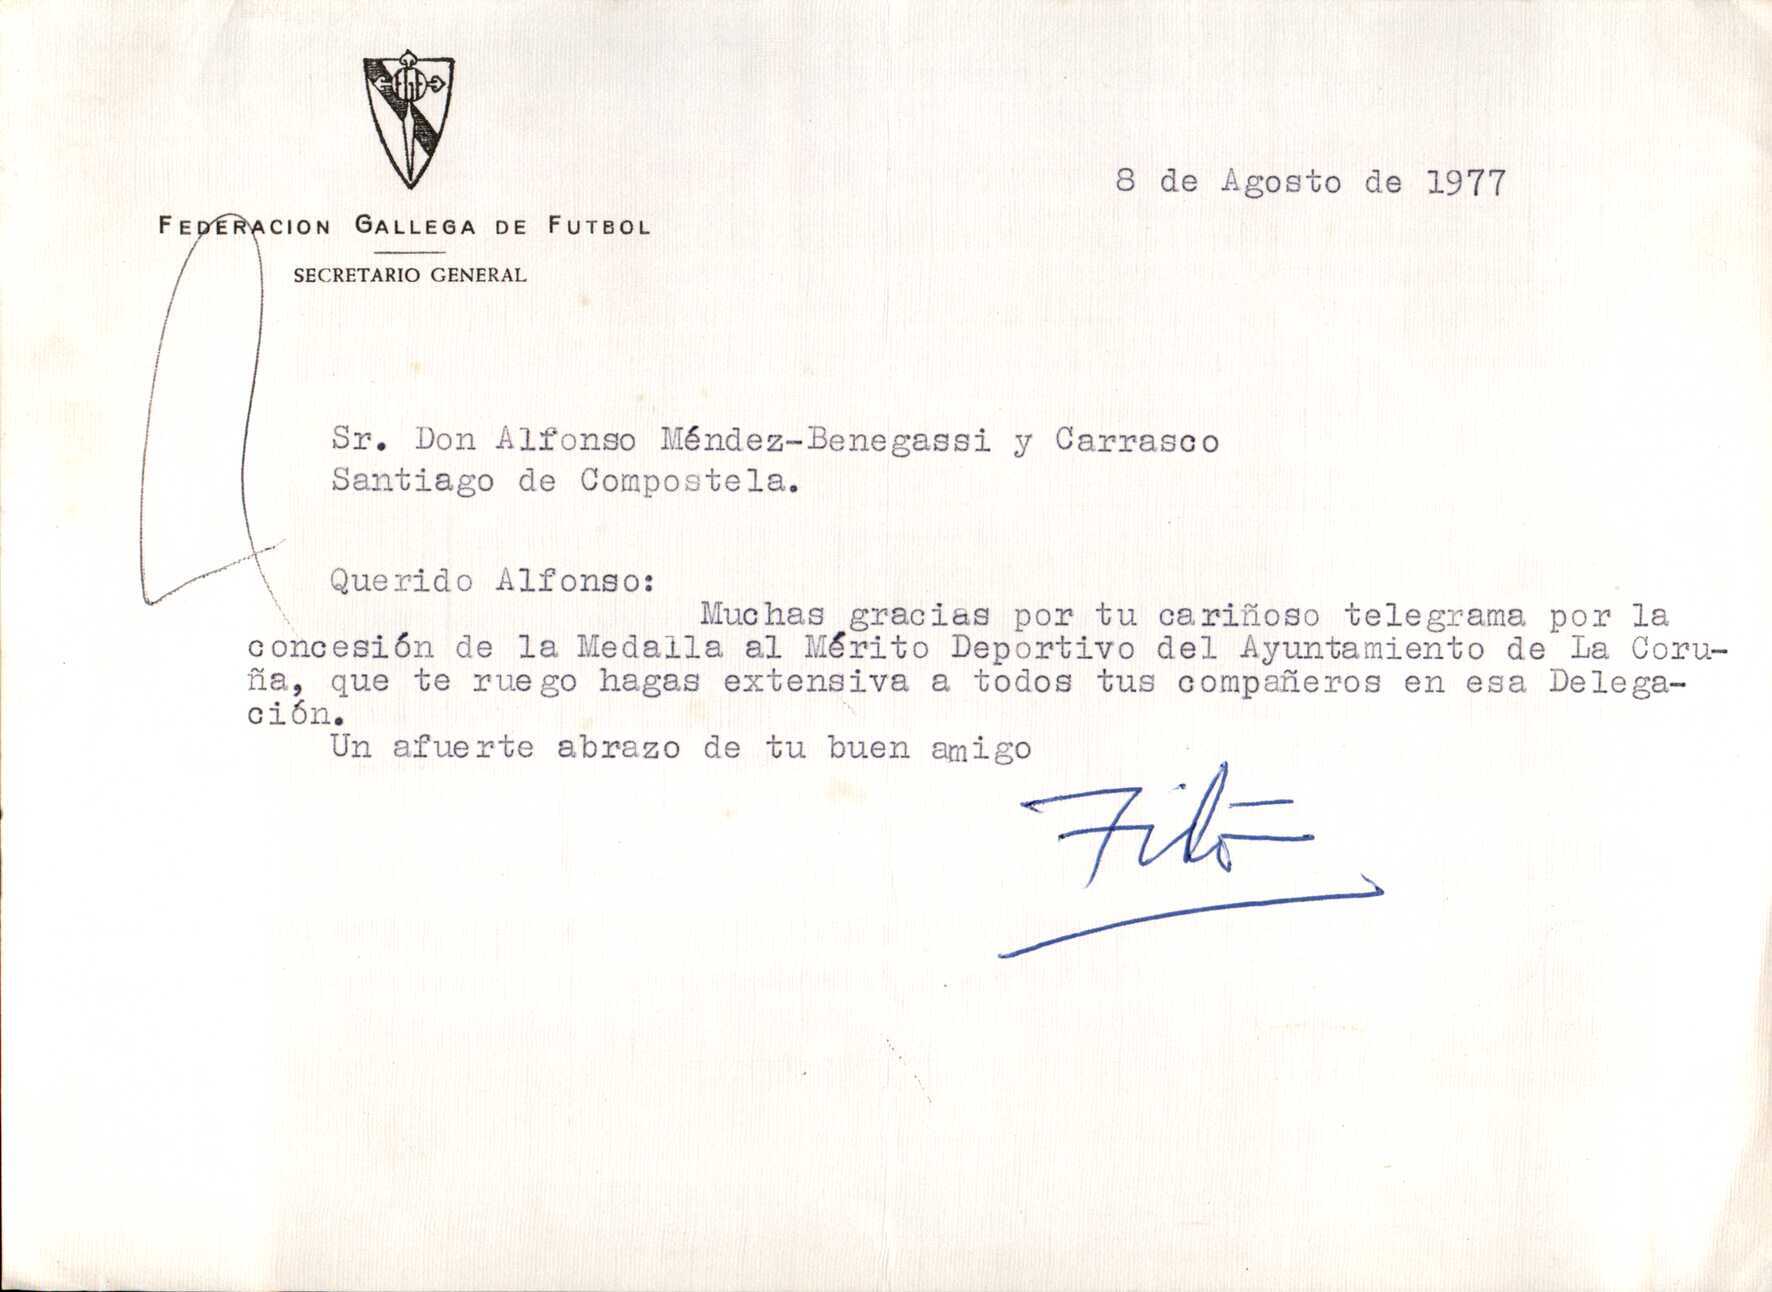 8 de Agosto de 1977
FEDERACION GALLEGA DE FUTBOL
SECRETARIO GENERAL
Sr. Don Alfonso Méndez-Benegassi y Carrasco
Santiago de Compostela.
Querido Alfonso:
Muchas gracias por tu cariñoso telegrama por la
concesión de la Medalla al Mérito Deportivo del Ayuntamiento de La Coru-
ña, que te ruego hagas extensiva a todos tus compañeros en esa Delega-
ción.
Un afuerte abrazo de tu buen amigo